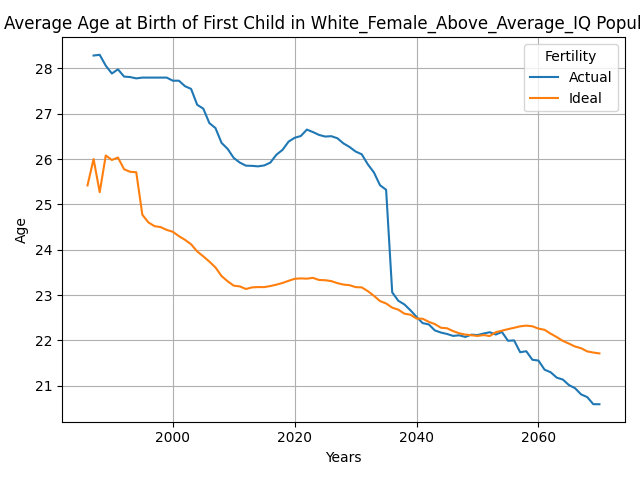 Average Age at Birth of First Child in White_Female_Above_Average_IQ Popul
Fertility
Actual
Ideal
28
27
26
25
24
23
22
21
Age
2000
2020
2040
2060
Years